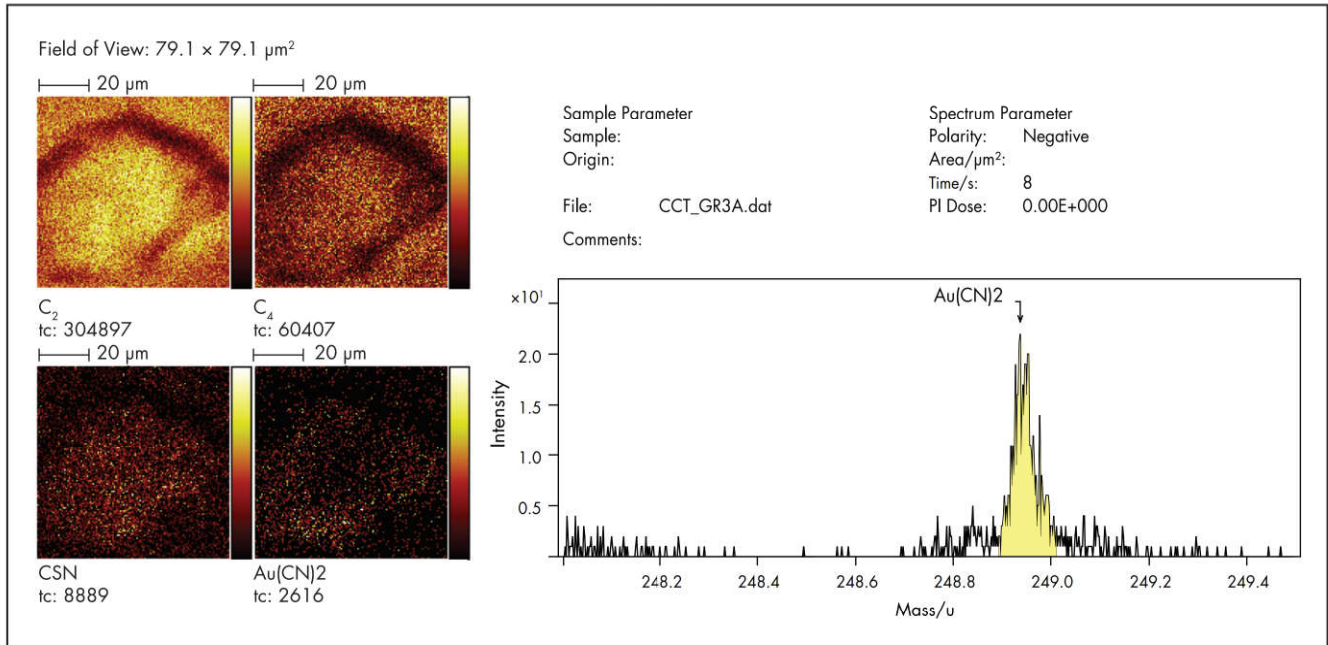 Field of View: 79.1 × 79.1 µm²
20 µm
20 µm
C₂
tc: 304897
C₄
tc: 60407
20 µm
20 µm
CSN
tc: 8889
Au(CN)2
tc: 2616
Sample Parameter
Sample:
Origin:
File: CCT_GR3A.dat
Comments:
Spectrum Parameter
Polarity: Negative
Area/µm²:
Time/s: 8
PI Dose: 0.00E+000
×10¹
Au(CN)2
2.0
1.5
1.0
0.5
Intensity
248.2 248.4 248.6 248.8 249.0 249.2 249.4
Mass/u